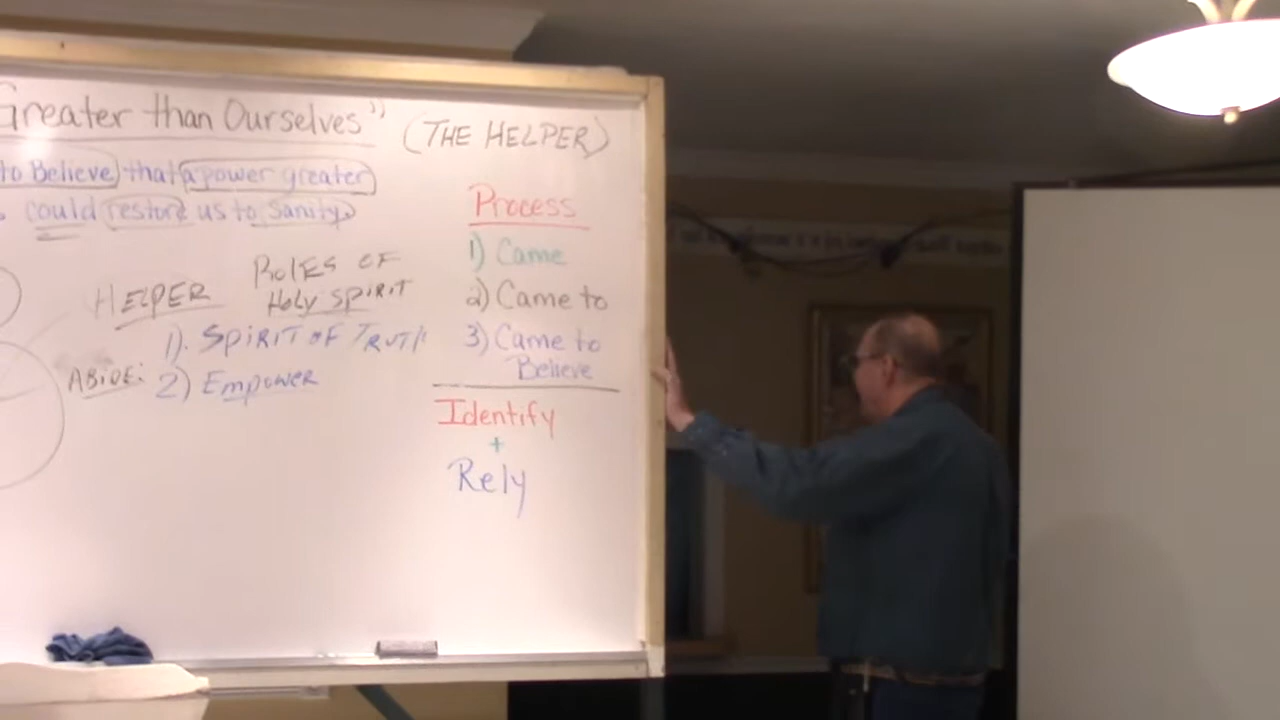 Greater than Ourselves" (THE HELPER)
to Believe that a power greater
could restore us to sanity
Process
1) Came
2) Came to
3) Came to
Believe
HELPER
Roles of
Holy Spirit
1). Spirit of Truth
Abide: 2) Empower
Identify
+
Rely